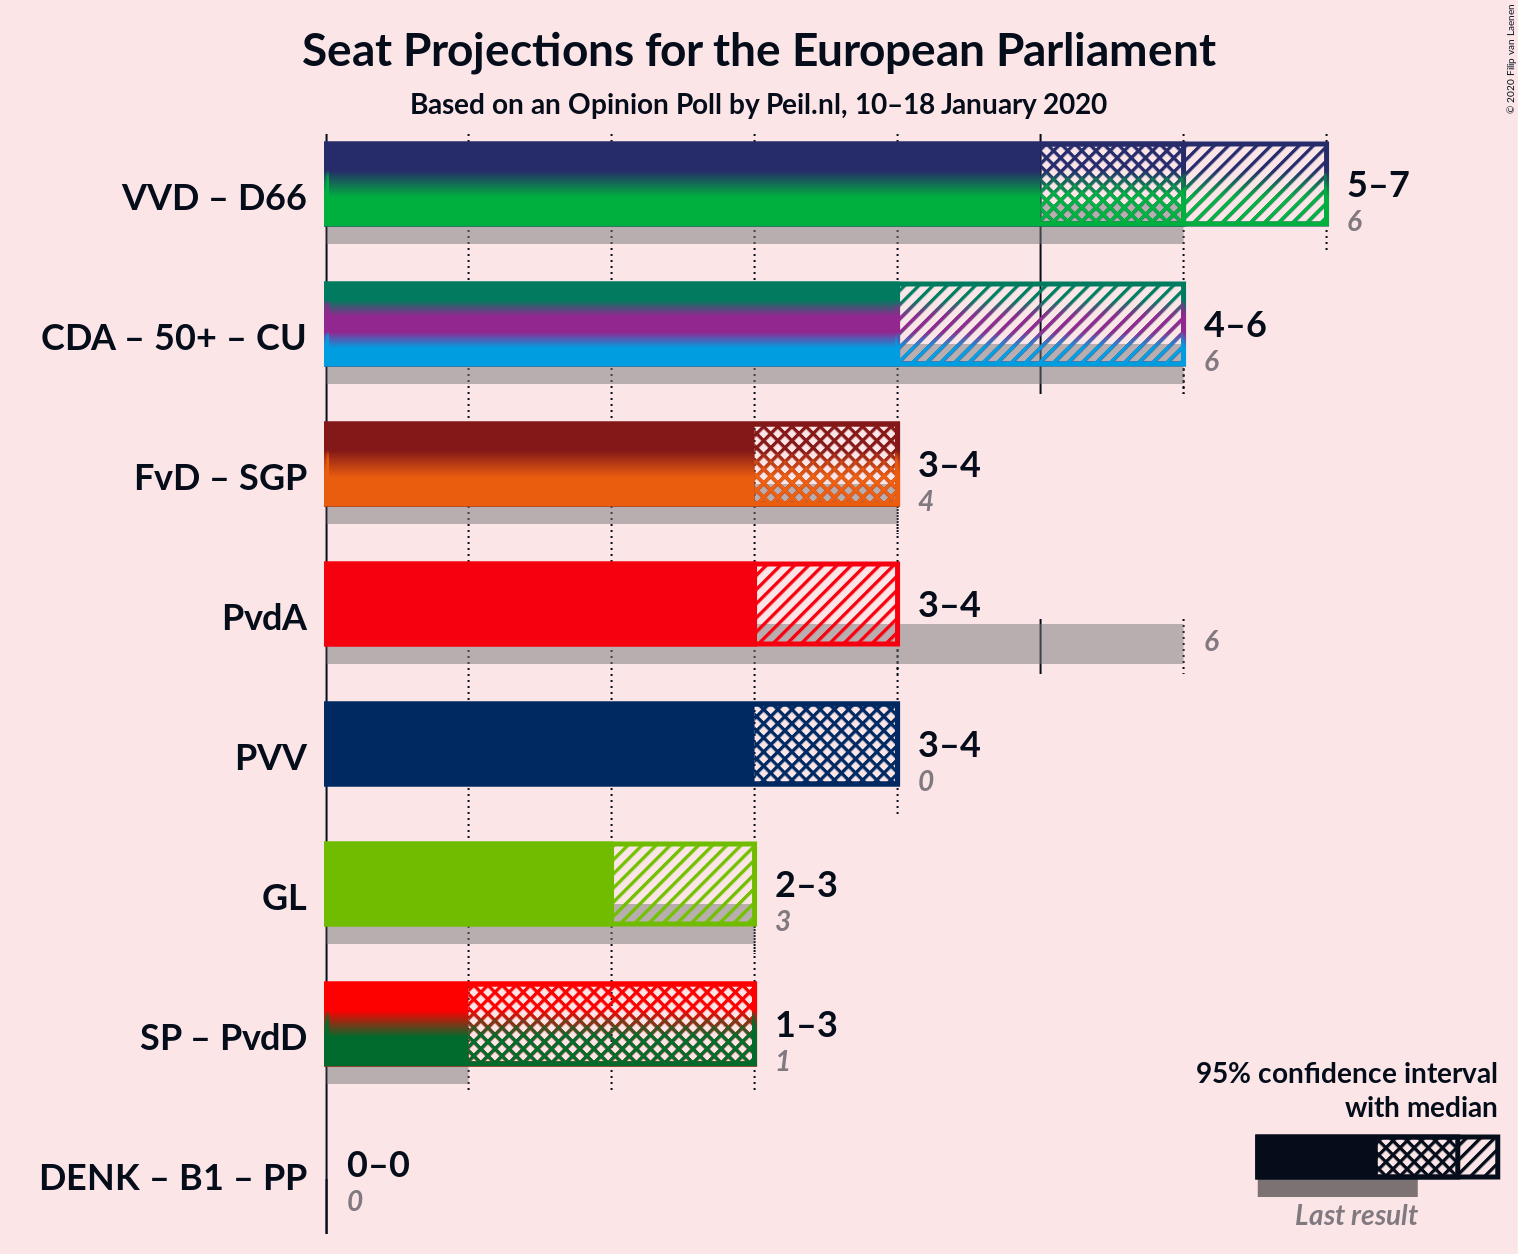 Seat Projections for the European Parliament
Based on an Opinion Poll by Peil.nl, 10–18 January 2020
© 2020 Filip van Laenen
VVD – D66
5–7
6
CDA – 50+ – CU
4–6
6
FvD – SGP
3–4
4
PvdA
3–4
6
PVV
3–4
0
GL
2–3
3
SP – PvdD
1–3
1
DENK – B1 – PP
0–0
0
95% confidence interval
with median
Last result